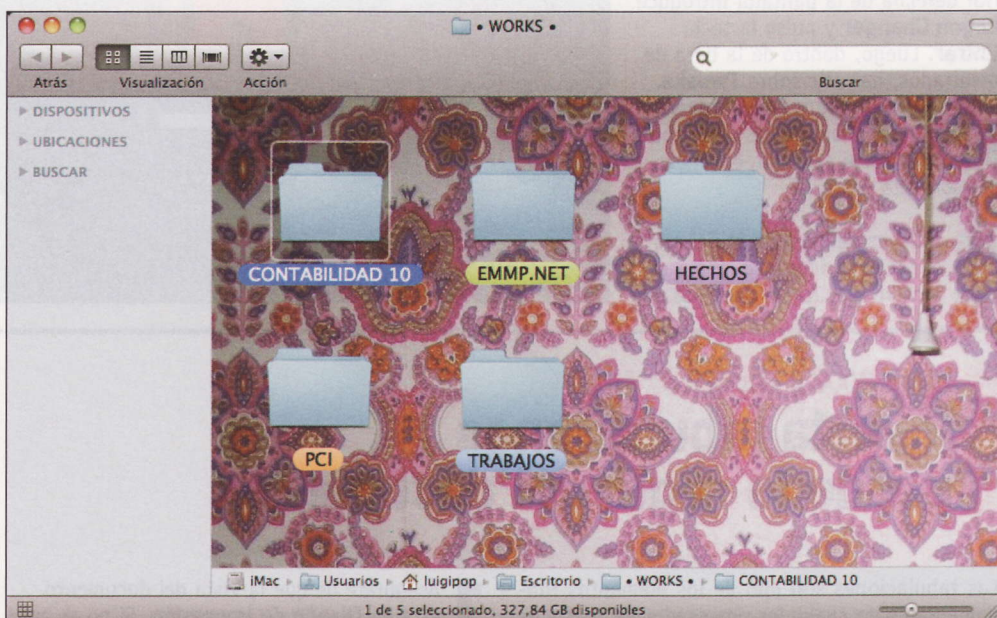 • WORKS •
Atrás Visualización Acción Buscar
DISPOSITIVOS
UBICACIONES
BUSCAR
CONTABILIDAD 10 EMMP.NET HECHOS
PCI TRABAJOS
iMac Usuarios luigipop Escritorio • WORKS • CONTABILIDAD 10
1 de 5 seleccionado, 327,84 GB disponibles